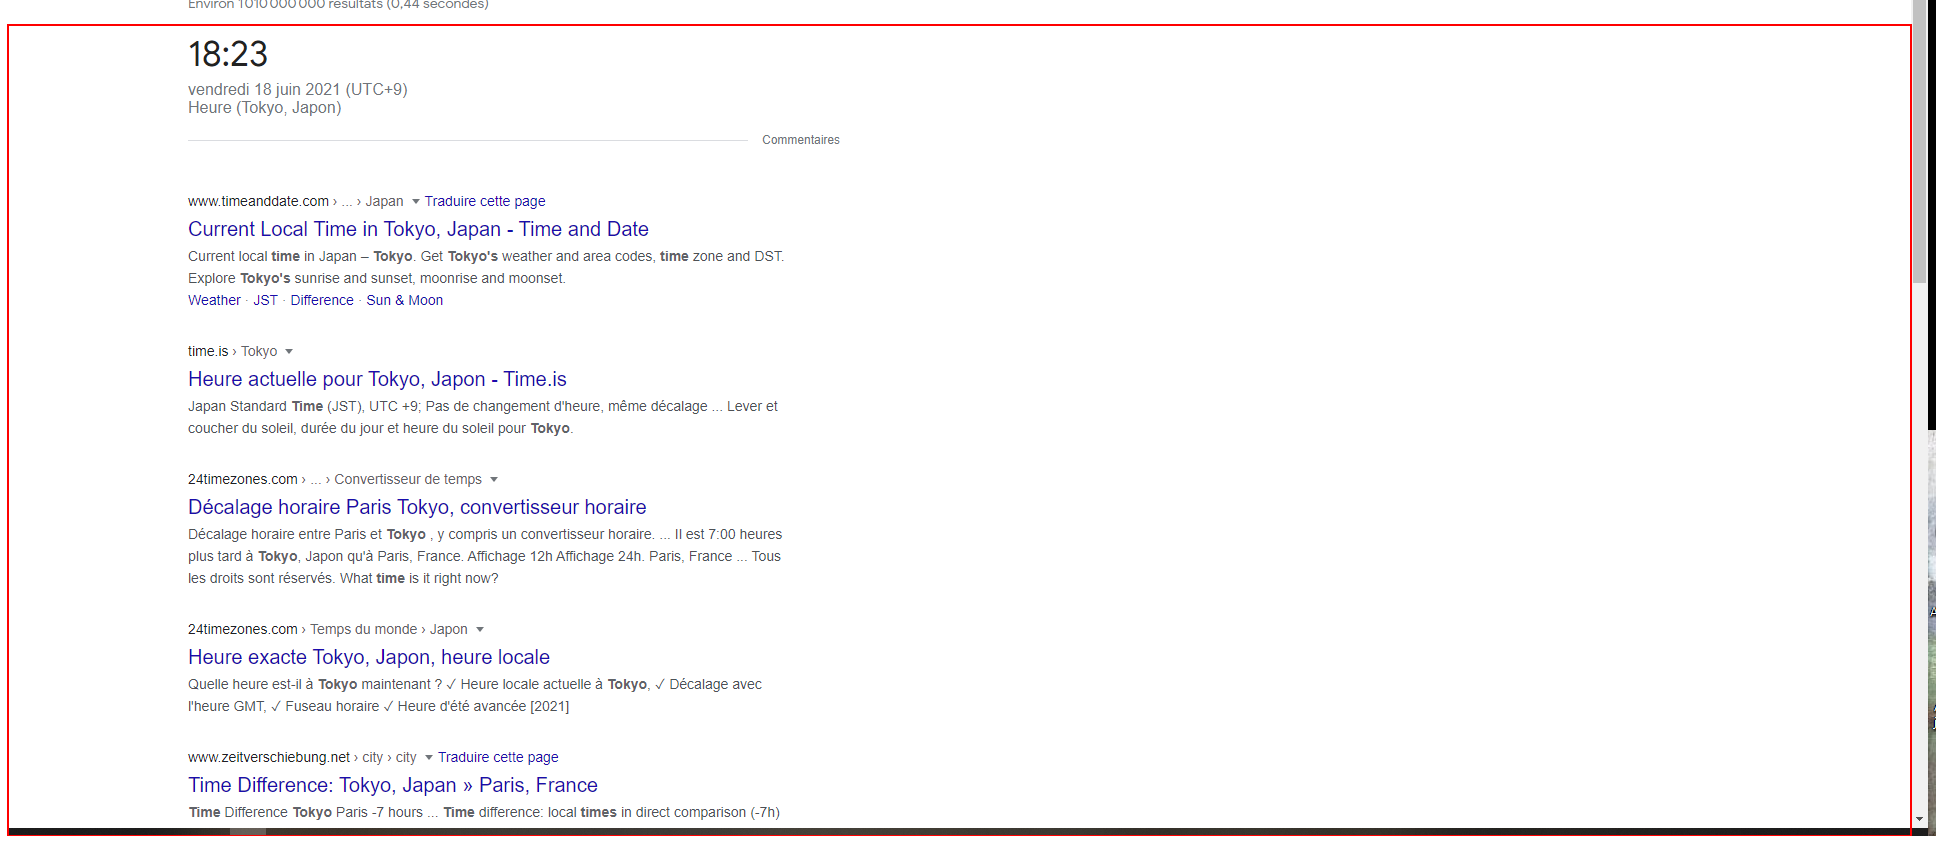 Environ 1 010 000 000 résultats (0,44 secondes)
18:23
vendredi 18 juin 2021 (UTC+9)
Heure (Tokyo, Japon)
Commentaires
www.timeanddate.com › ... › Japan Traduire cette page
Current Local Time in Tokyo, Japan - Time and Date
Current local time in Japan – Tokyo. Get Tokyo's weather and area codes, time zone and DST.
Explore Tokyo's sunrise and sunset, moonrise and moonset.
Weather · JST · Difference · Sun & Moon
time.is › Tokyo
Heure actuelle pour Tokyo, Japon - Time.is
Japan Standard Time (JST), UTC +9; Pas de changement d'heure, même décalage ... Lever et
coucher du soleil, durée du jour et heure du soleil pour Tokyo.
24timezones.com › ... › Convertisseur de temps
Décalage horaire Paris Tokyo, convertisseur horaire
Décalage horaire entre Paris et Tokyo , y compris un convertisseur horaire. ... Il est 7:00 heures
plus tard à Tokyo, Japon qu'à Paris, France. Affichage 12h Affichage 24h. Paris, France ... Tous
les droits sont réservés. What time is it right now?
24timezones.com › Temps du monde › Japon
Heure exacte Tokyo, Japon, heure locale
Quelle heure est-il à Tokyo maintenant ? ✓ Heure locale actuelle à Tokyo, ✓ Décalage avec
l'heure GMT, ✓ Fuseau horaire ✓ Heure d'été avancée [2021]
www.zeitverschiebung.net › city › city Traduire cette page
Time Difference: Tokyo, Japan » Paris, France
Time Difference Tokyo Paris -7 hours ... Time difference: local times in direct comparison (-7h)